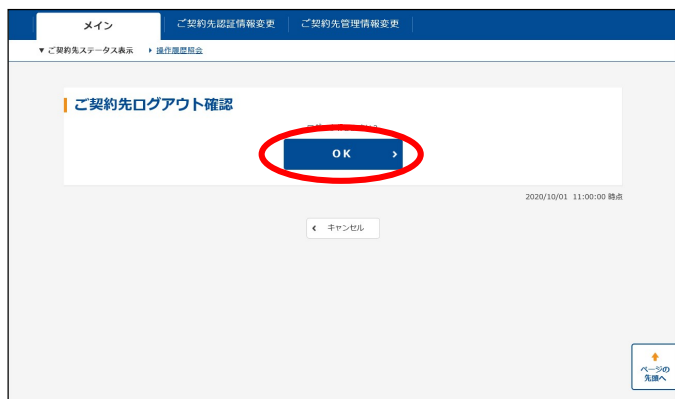 メイン ご契約先認証情報変更 ご契約先管理情報変更
▼ ご契約先ステータス表示 ▶ 操作履歴照会
ご契約先ログアウト確認
OK
2020/10/01 11:00:00 時点
キャンセル
ページの
先頭へ